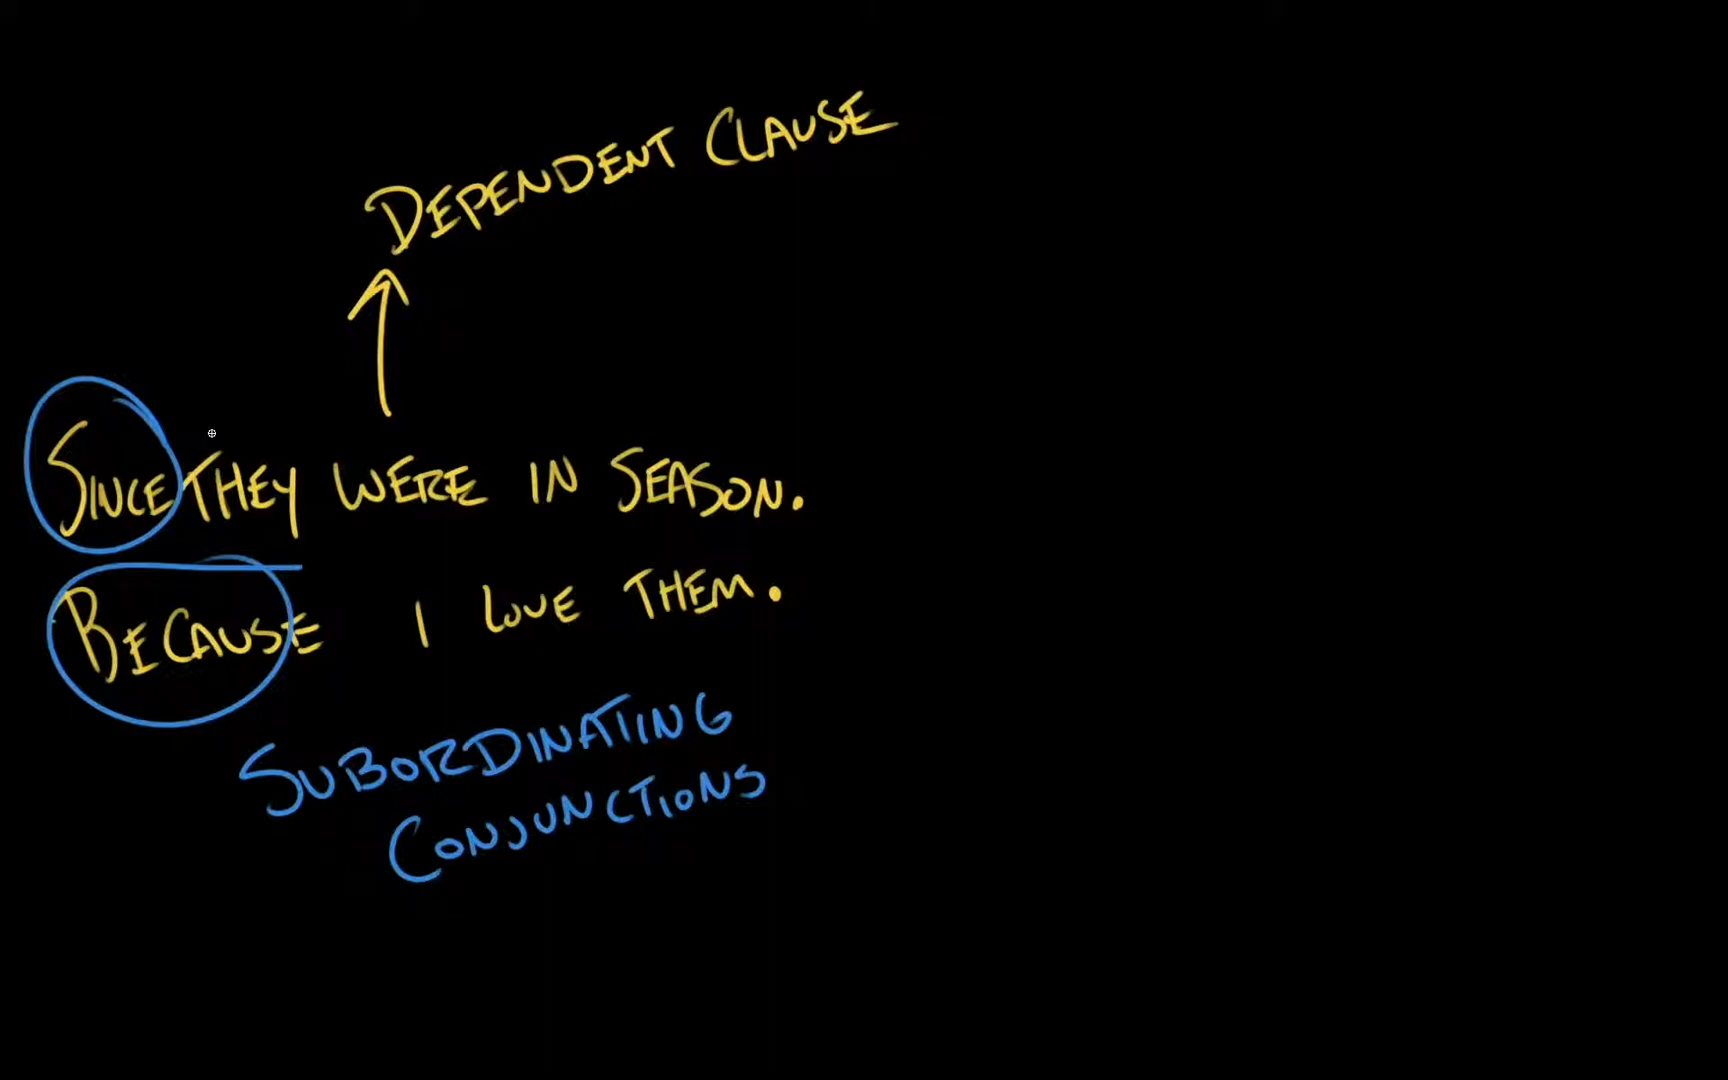 DEPENDENT CLAUSE
SINCE THEY WERE IN SEASON.
BECAUSE I LOVE THEM.
SUBORDINATING
CONJUNCTIONS